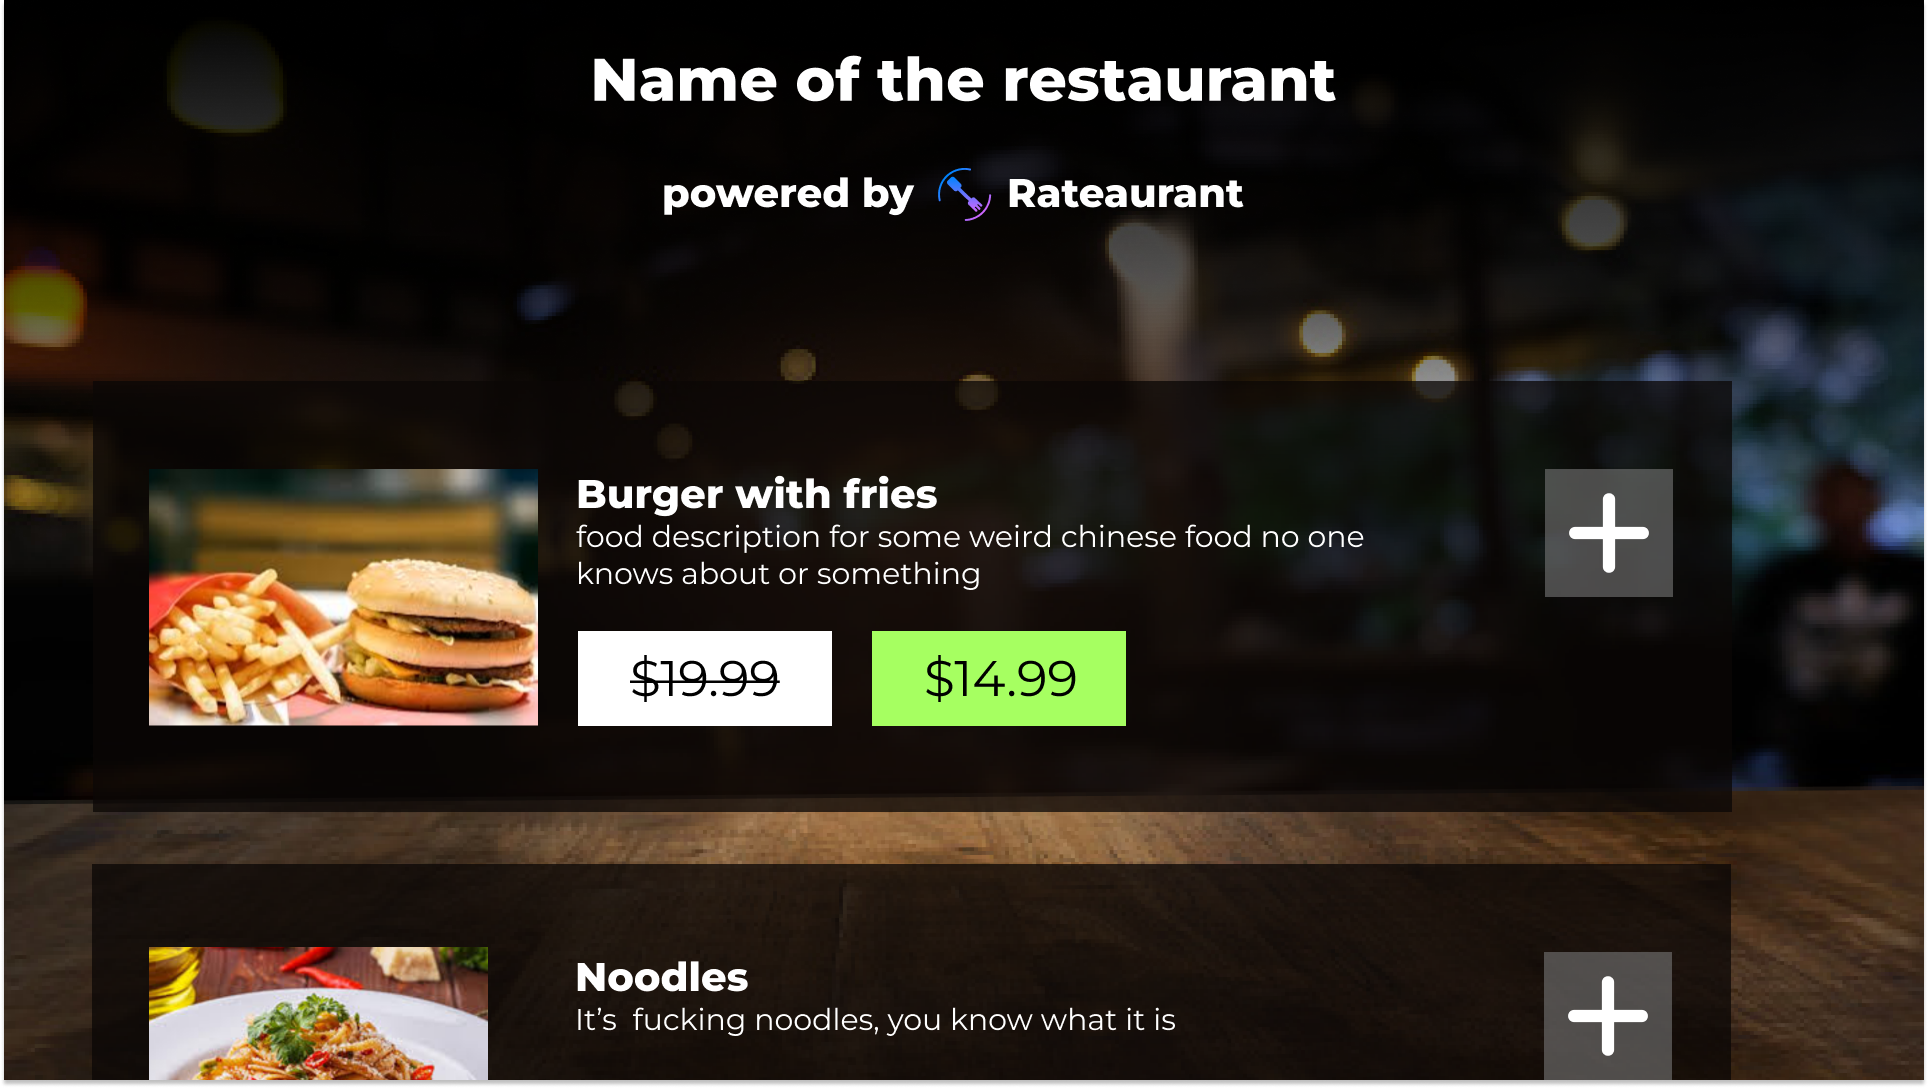 Name of the restaurant
powered by Rateaurant
Burger with fries
food description for some weird chinese food no one
knows about or something
$19.99 $14.99
Noodles
It’s  fucking noodles, you know what it is